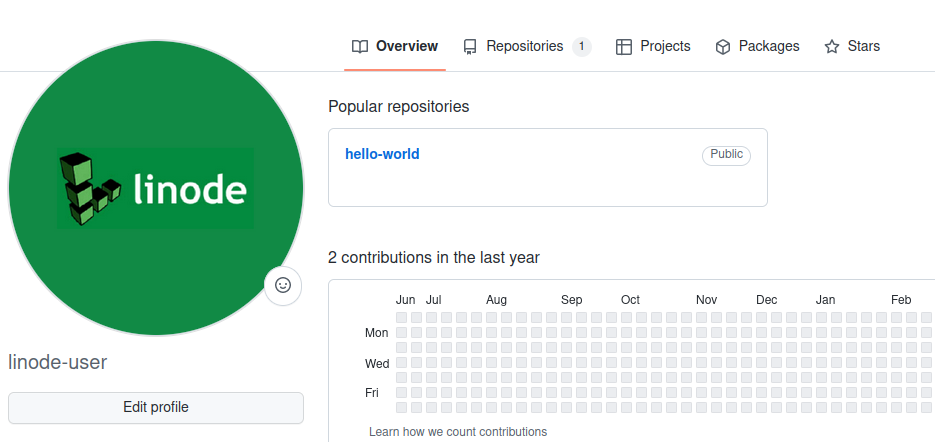 Overview Repositories 1 Projects Packages Stars
linode
linode-user
Edit profile
Popular repositories
hello-world Public
2 contributions in the last year
Jun Jul Aug Sep Oct Nov Dec Jan Feb
Mon
Wed
Fri
Learn how we count contributions